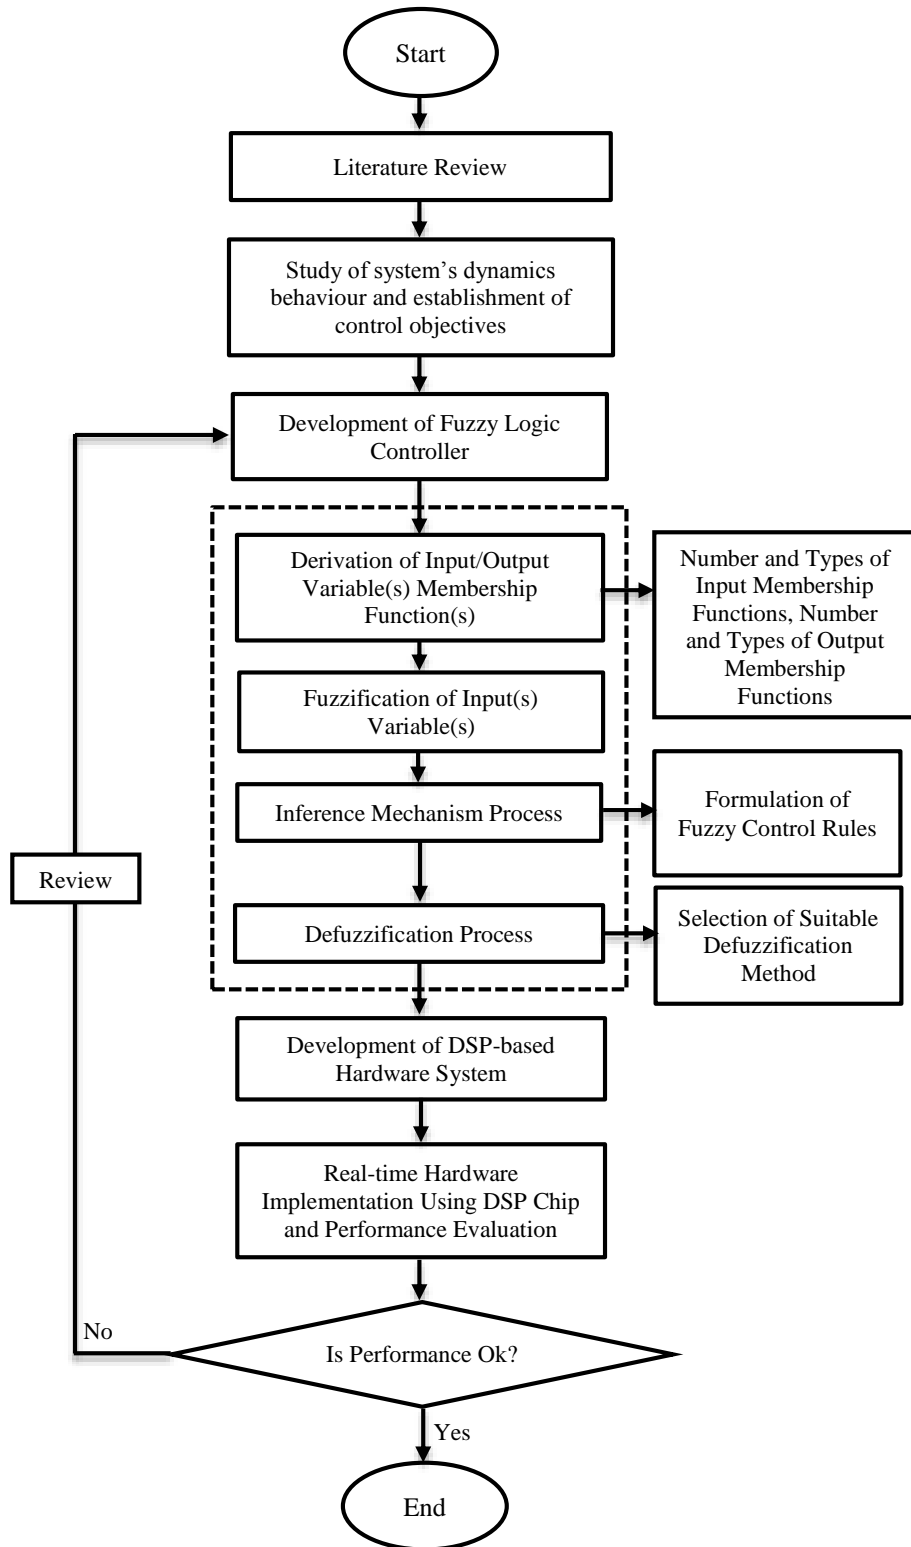 Start
Literature Review
Study of system’s dynamics
behaviour and establishment of
control objectives
Development of Fuzzy Logic
Controller
Derivation of Input/Output
Variable(s) Membership
Function(s)
Number and Types of
Input Membership
Functions, Number
and Types of Output
Membership
Functions
Fuzzification of Input(s)
Variable(s)
Inference Mechanism Process
Formulation of
Fuzzy Control Rules
Review
Defuzzification Process
Selection of Suitable
Defuzzification
Method
Development of DSP-based
Hardware System
Real-time Hardware
Implementation Using DSP Chip
and Performance Evaluation
No
Is Performance Ok?
Yes
End